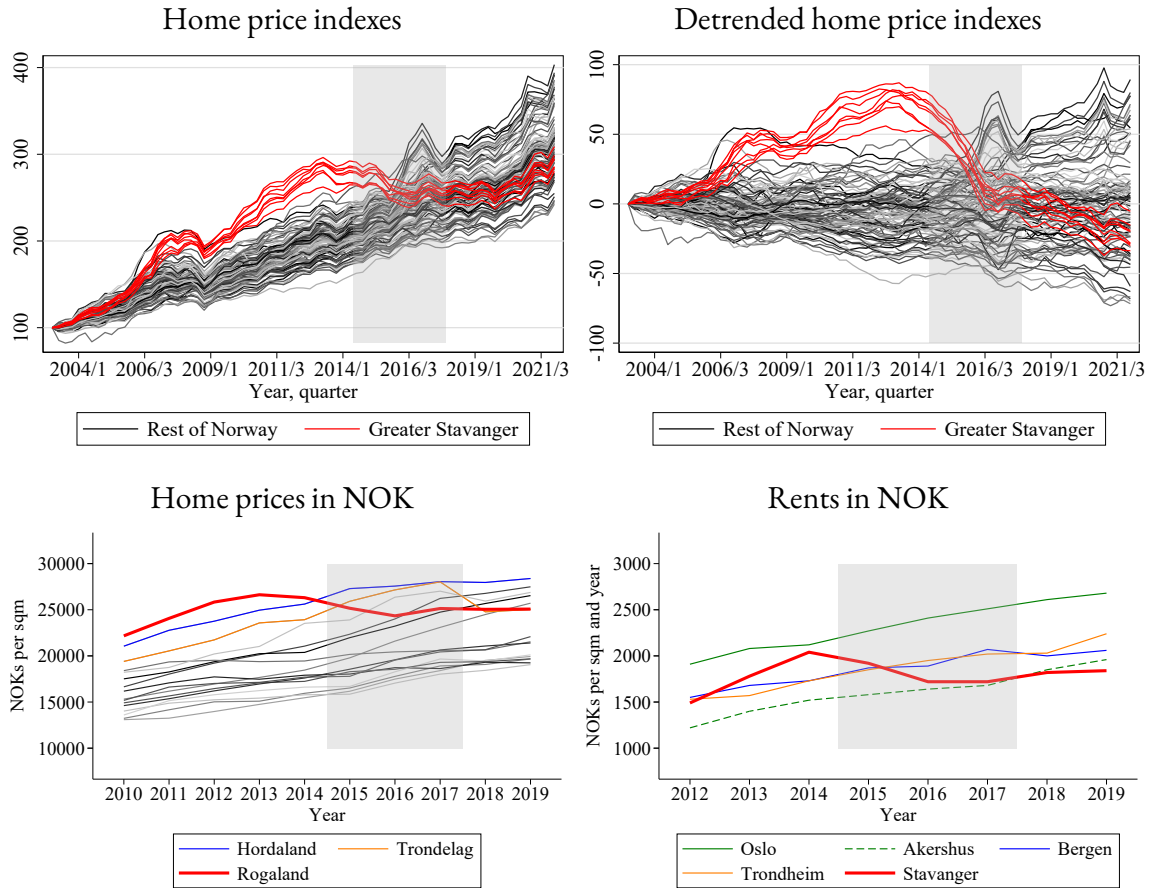 Home price indexes
400
300
200
100
2004/1 2006/3 2009/1 2011/3 2014/1 2016/3 2019/1 2021/3
Year, quarter
Rest of Norway Greater Stavanger
Detrended home price indexes
100
50
0
-50
-100
2004/1 2006/3 2009/1 2011/3 2014/1 2016/3 2019/1 2021/3
Year, quarter
Rest of Norway Greater Stavanger
Home prices in NOK
NOKs per sqm
30000
25000
20000
15000
10000
2010 2011 2012 2013 2014 2015 2016 2017 2018 2019
Year
Hordaland Trondelag
Rogaland
Rents in NOK
NOKs per sqm and year
3000
2500
2000
1500
1000
2012 2013 2014 2015 2016 2017 2018 2019
Year
Oslo Akershus Bergen
Trondheim Stavanger